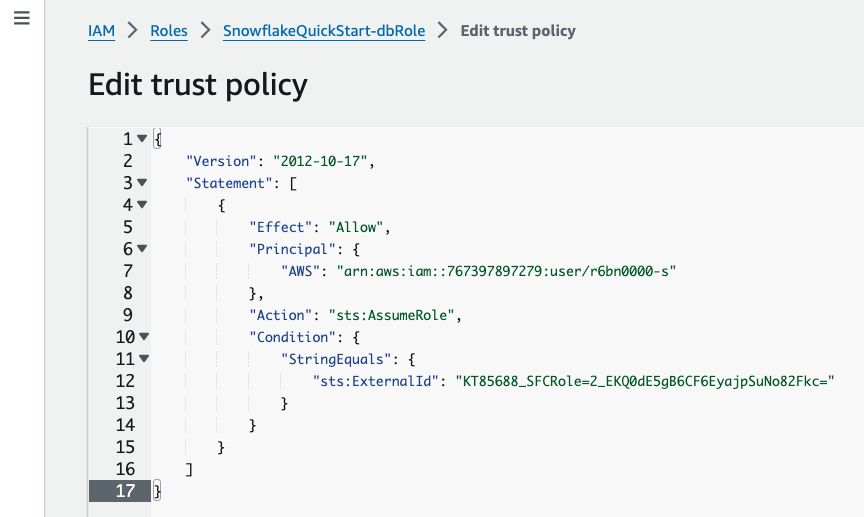 IAM > Roles > SnowflakeQuickStart-dbRole > Edit trust policy
Edit trust policy
1 {
2 "Version": "2012-10-17",
3 "Statement": [
4 {
5 "Effect": "Allow",
6 "Principal": {
7 "AWS": "arn:aws:iam::767397897279:user/r6bn0000-s"
8 },
9 "Action": "sts:AssumeRole",
10 "Condition": {
11 "StringEquals": {
12 "sts:ExternalId": "KT85688_SFCRole=2_EKQ0dE5gB6CF6EyajpSuNo82Fkc="
13 }
14 }
15 }
16 ]
17 }